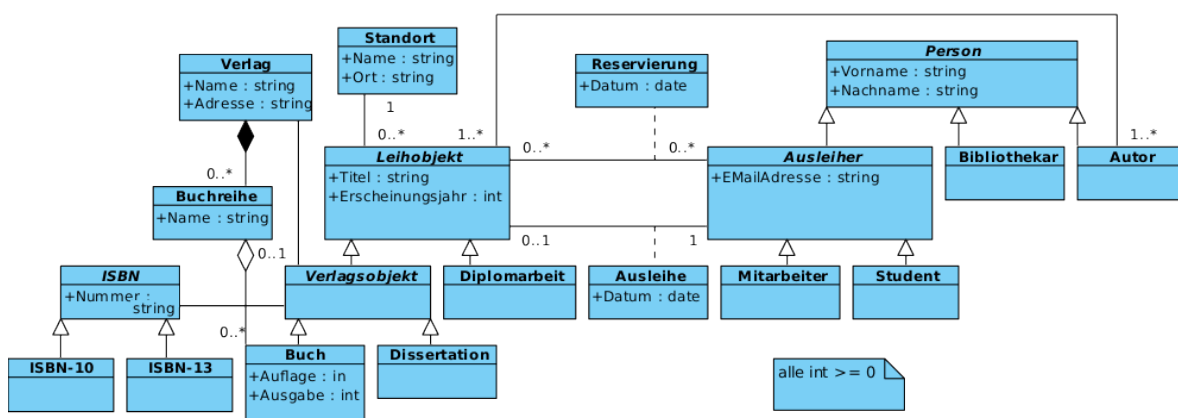 Verlag
+Name : string
+Adresse : string
Standort
+Name : string
+Ort : string
Reservierung
+Datum : date
Person
+Vorname : string
+Nachname : string
1
0..*
1..*
0..*
0..*
1..*
0..*
Leihobjekt
+Titel : string
+Erscheinungsjahr : int
Ausleiher
+EMailAdresse : string
Bibliothekar
Autor
Buchreihe
+Name : string
0..1
0..1
1
ISBN
+Nummer :
string
Verlagsobjekt
Diplomarbeit
Ausleihe
+Datum : date
Mitarbeiter
Student
0..*
ISBN-10
ISBN-13
Buch
+Auflage : in
+Ausgabe : int
Dissertation
alle int >= 0